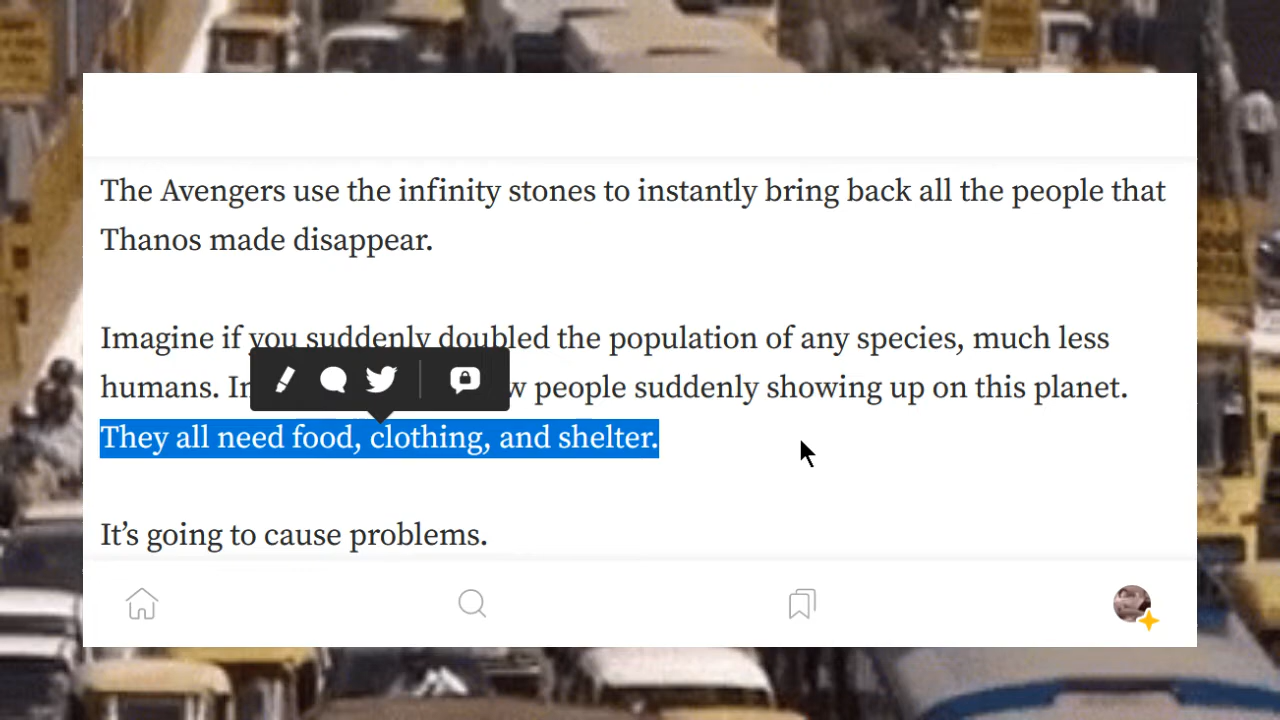 The Avengers use the infinity stones to instantly bring back all the people that
Thanos made disappear.
Imagine if you suddenly doubled the population of any species, much less
humans. people suddenly showing up on this planet.
They all need food, clothing, and shelter.
It’s going to cause problems.